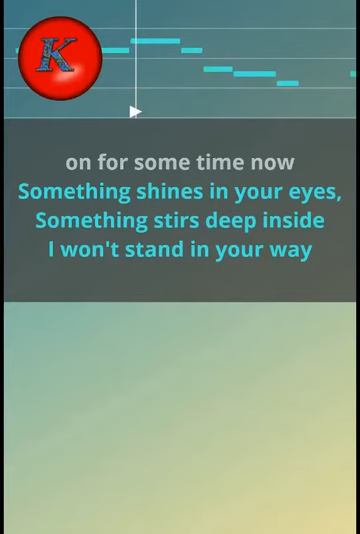 K
on for some time now
Something shines in your eyes,
Something stirs deep inside
I won't stand in your way